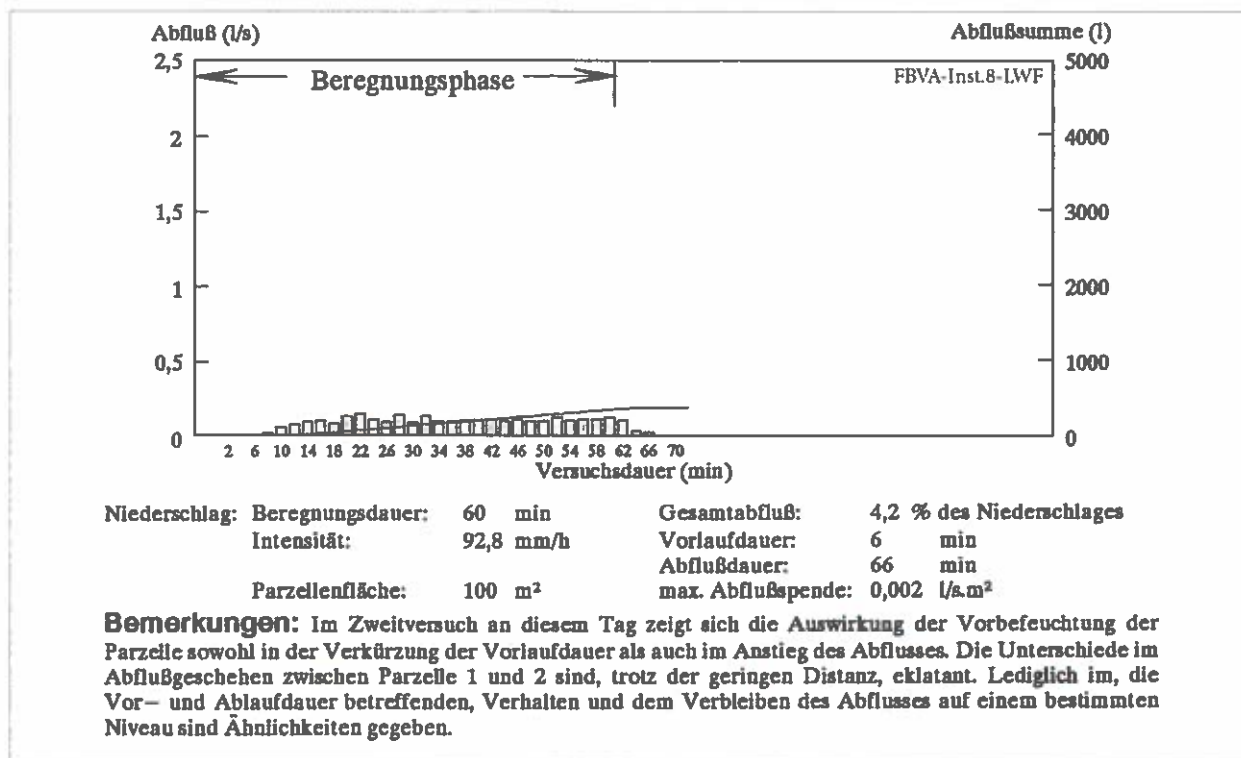 Abfluß (l/s) Abflußsumme (l)
2,5 5000
Beregnungsphase FBVA-Inst.8-LWF
2 4000
1,5 3000
1 2000
0,5 1000
0 0
2 6 10 14 18 22 26 30 34 38 42 46 50 54 58 62 66 70
Versuchsdauer (min)
Niederschlag: Beregnungsdauer: 60 min Gesamtabfluß: 4,2 % des Niederschlages
Intensität: 92,8 mm/h Vorlaufdauer: 6 min
Abflußdauer: 66 min
Parzellenfläche: 100 m² max. Abflußspende: 0,002 l/s.m²
Bemerkungen: Im Zweitversuch an diesem Tag zeigt sich die Auswirkung der Vorbefeuchtung der
Parzelle sowohl in der Verkürzung der Vorlaufdauer als auch im Anstieg des Abflusses. Die Unterschiede im
Abflußgeschehen zwischen Parzelle 1 und 2 sind, trotz der geringen Distanz, eklatant. Lediglich im, die
Vor- und Ablaufdauer betreffenden, Verhalten und dem Verbleiben des Abflusses auf einem bestimmten
Niveau sind Ähnlichkeiten gegeben.